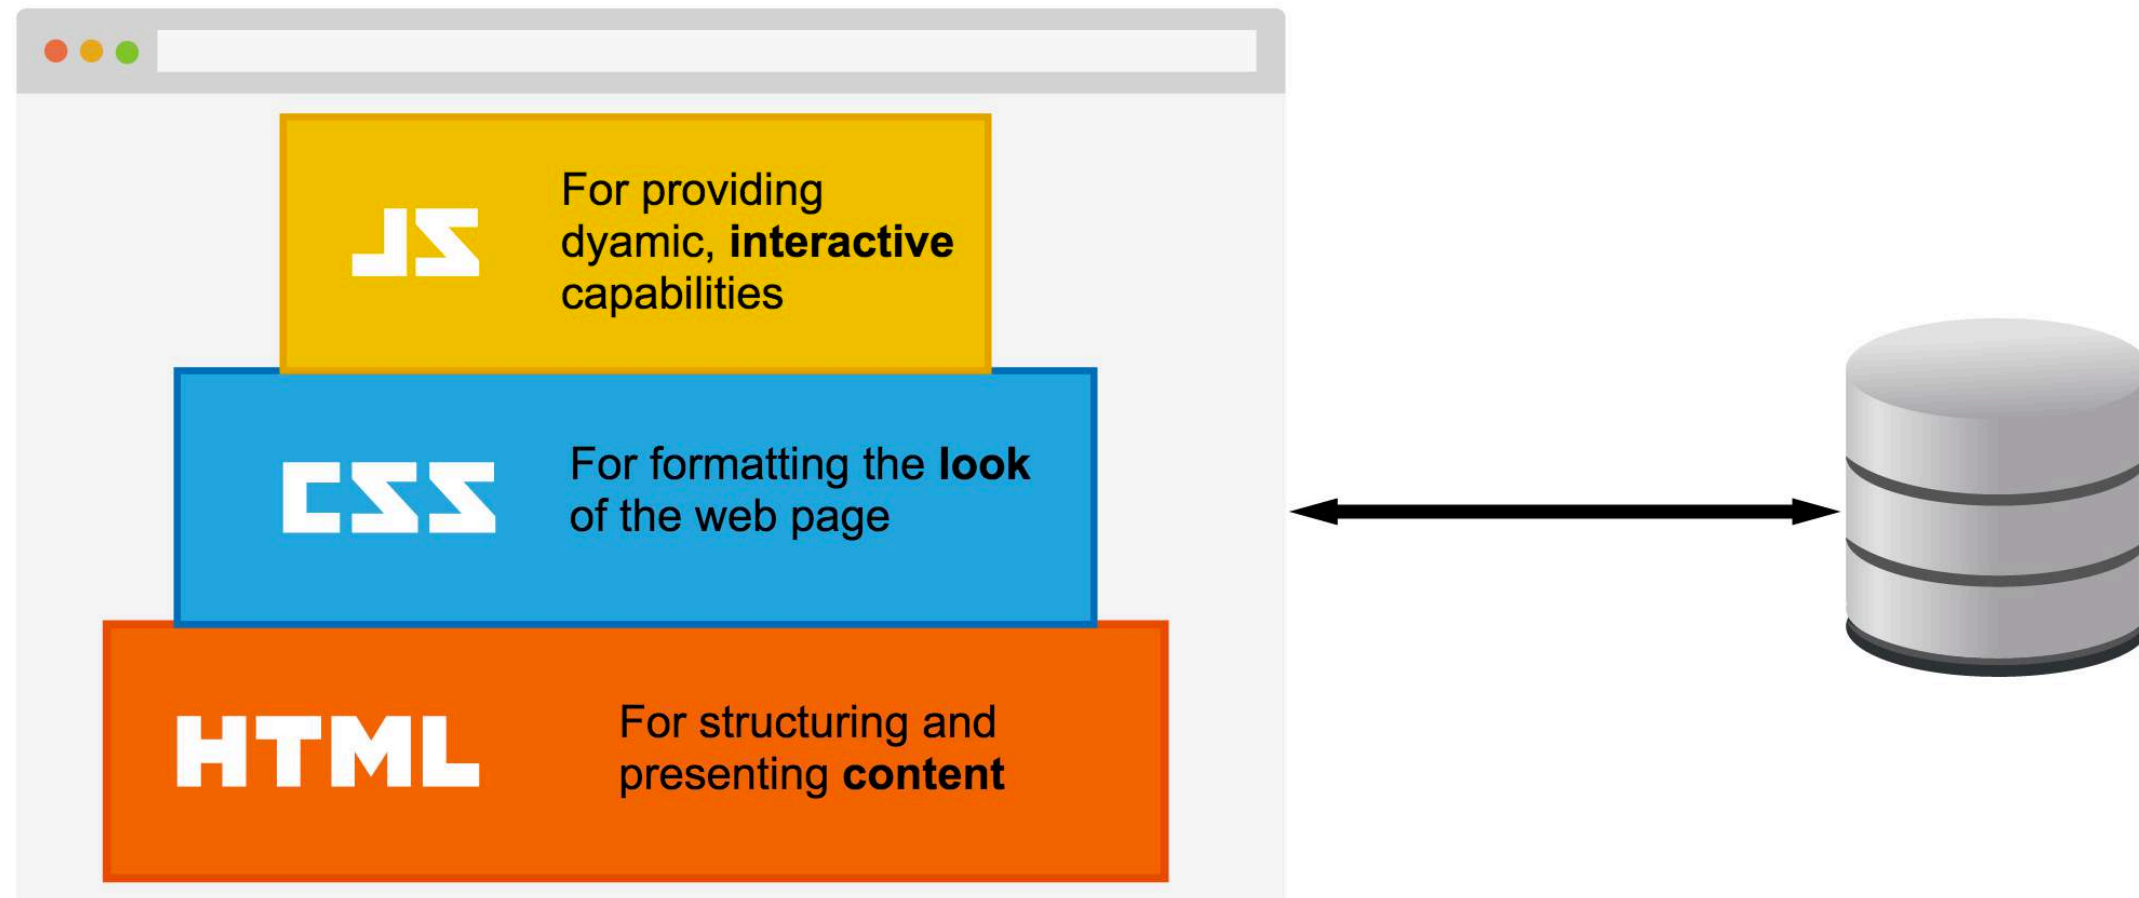 JS
For providing
dyamic, interactive
capabilities
CSS
For formatting the look
of the web page
HTML
For structuring and
presenting content